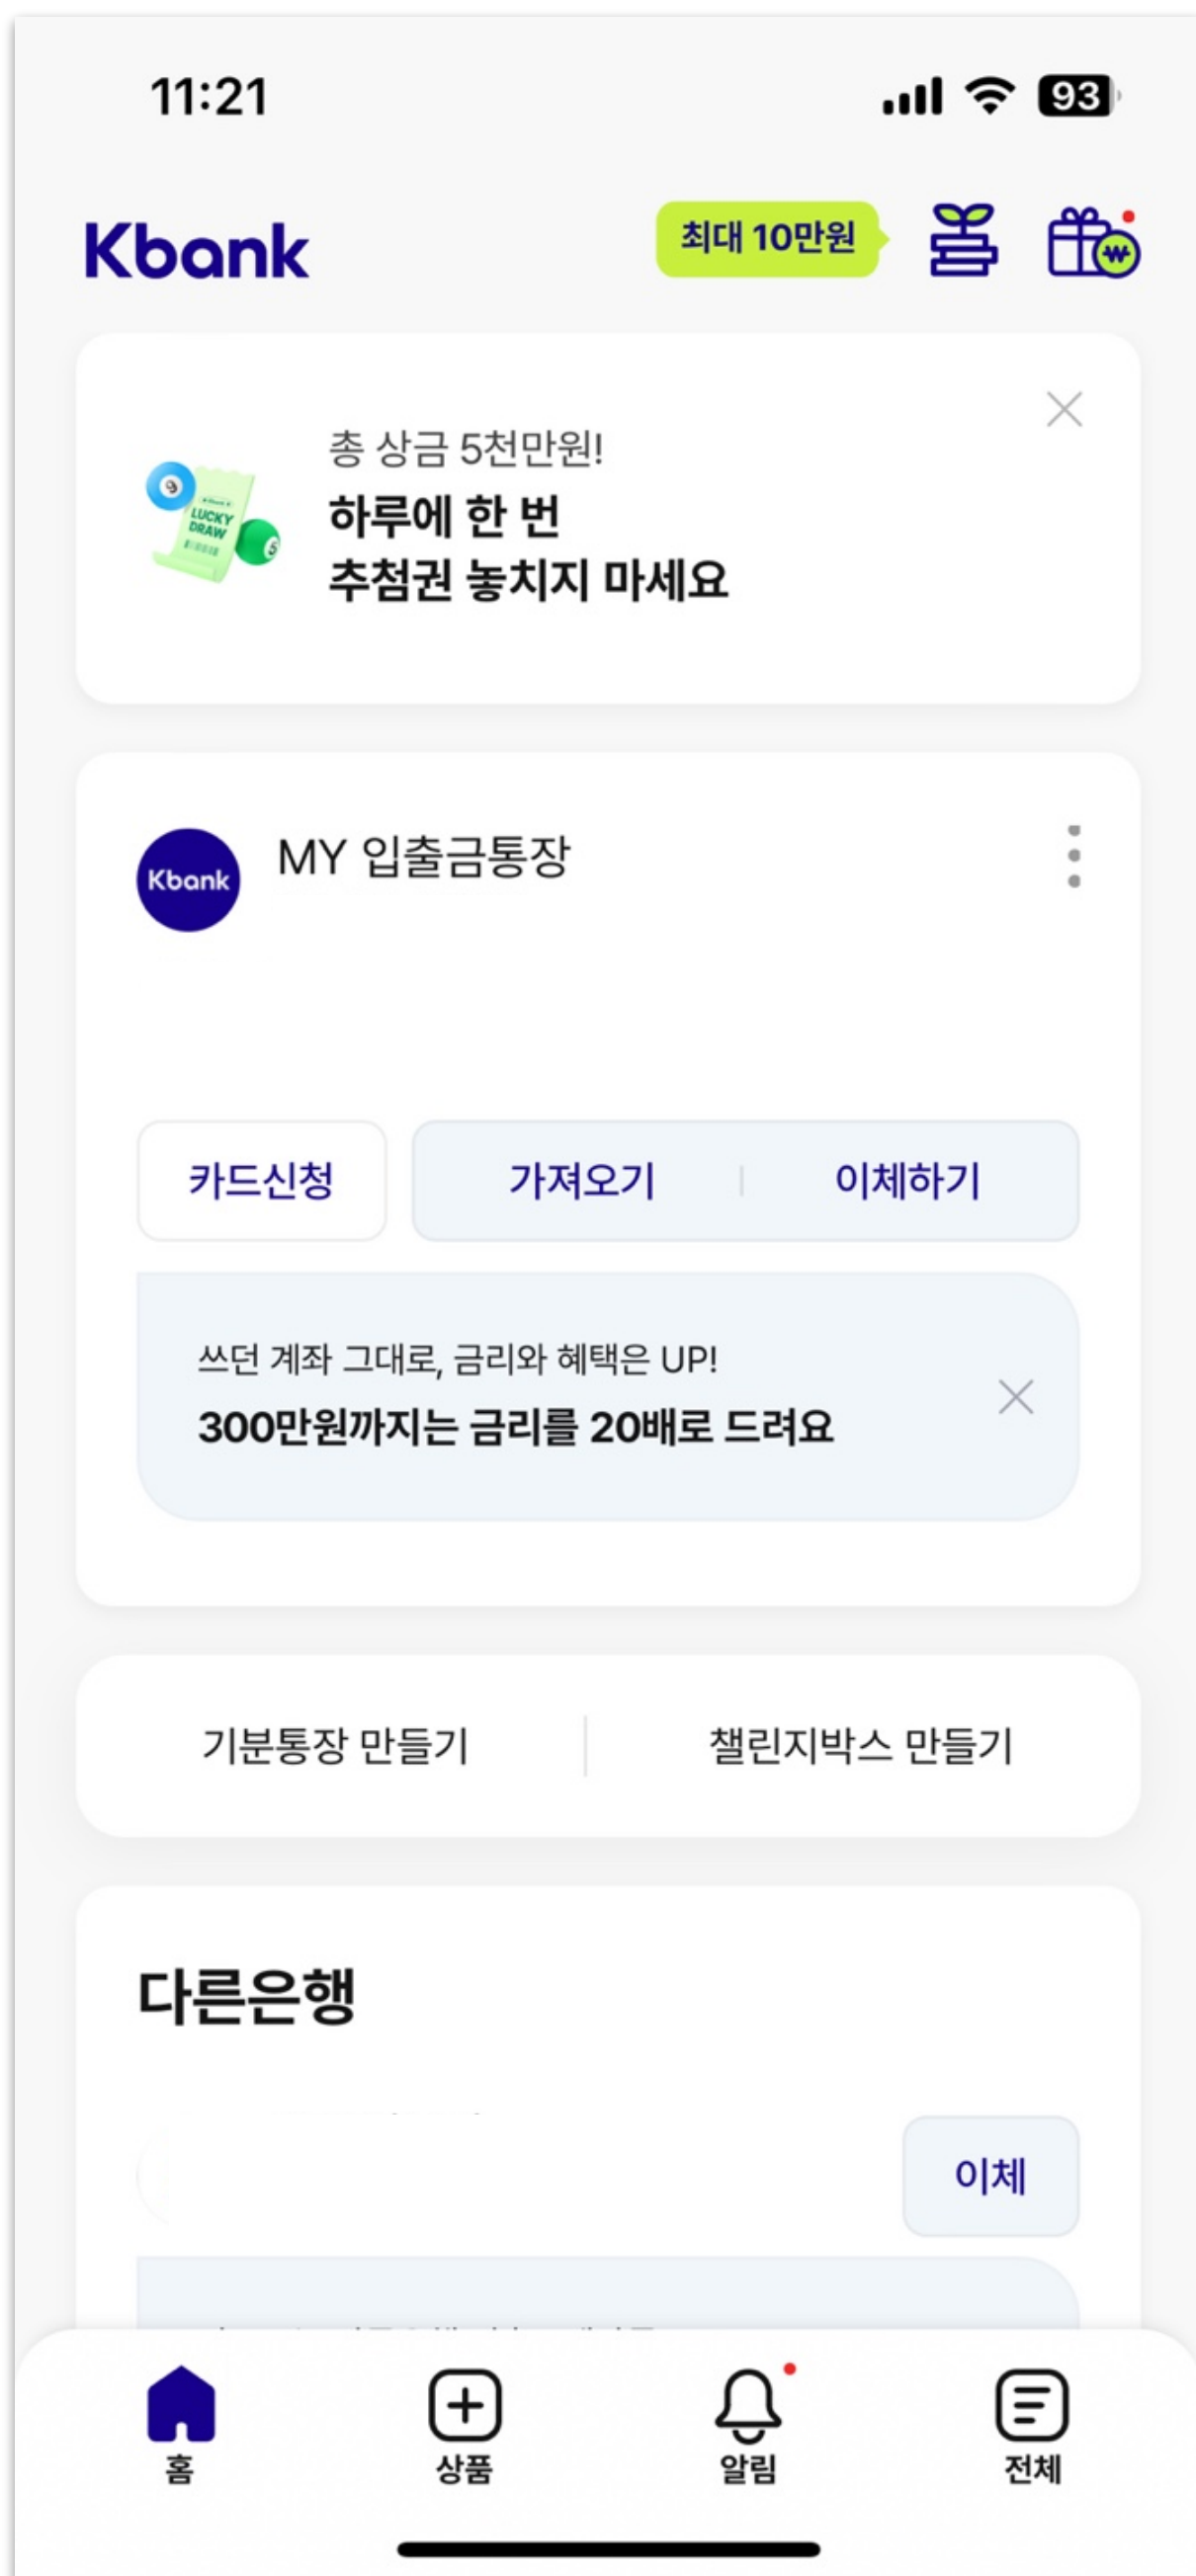 11:21
93
Kbank
최대 10만원
총 상금 5천만원!
하루에 한 번
추첨권 놓치지 마세요
9
LUCKY
DRAW
5
Kbank
MY 입출금통장
카드신청
가져오기
이체하기
쓰던 계좌 그대로, 금리와 혜택은 UP!
300만원까지는 금리를 20배로 드려요
기분통장 만들기
챌린지박스 만들기
다른은행
이체
홈
상품
알림
전체